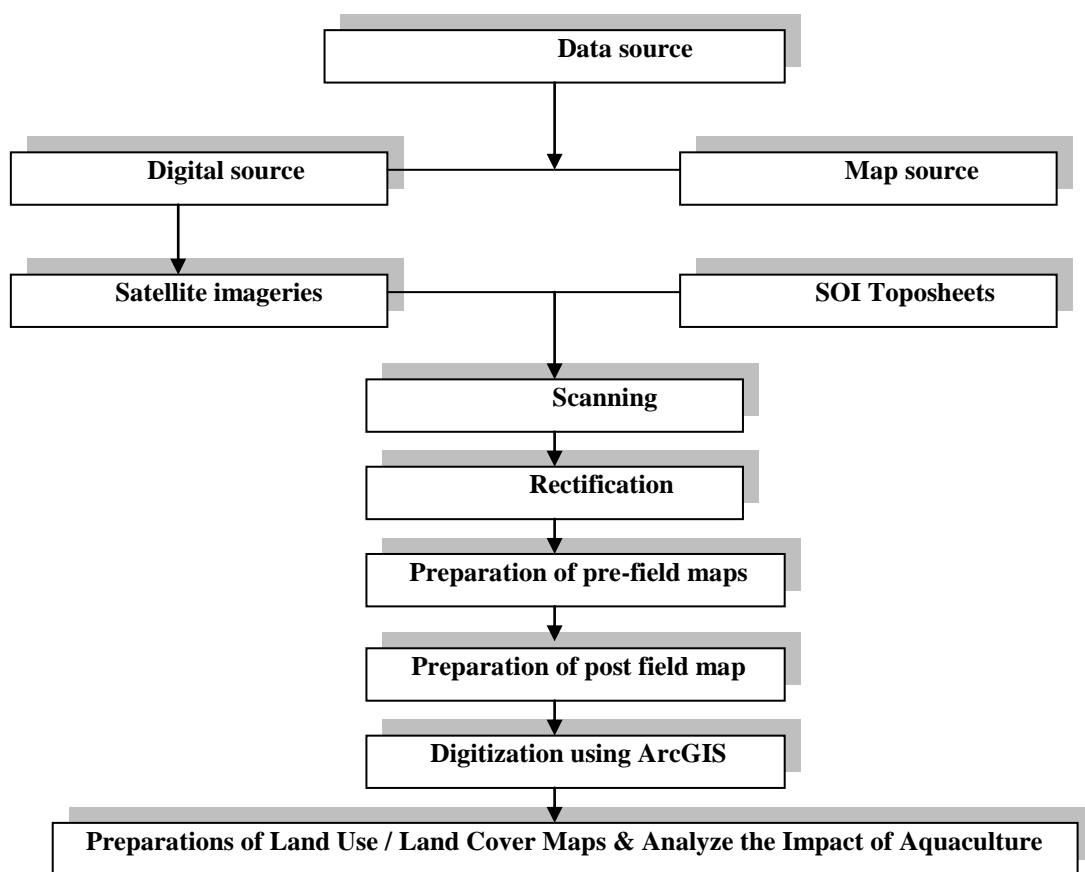 Data source
Digital source
Map source
Satellite imageries
SOI Toposheets
Scanning
Rectification
Preparation of pre-field maps
Preparation of post field map
Digitization using ArcGIS
Preparations of Land Use / Land Cover Maps & Analyze the Impact of Aquaculture